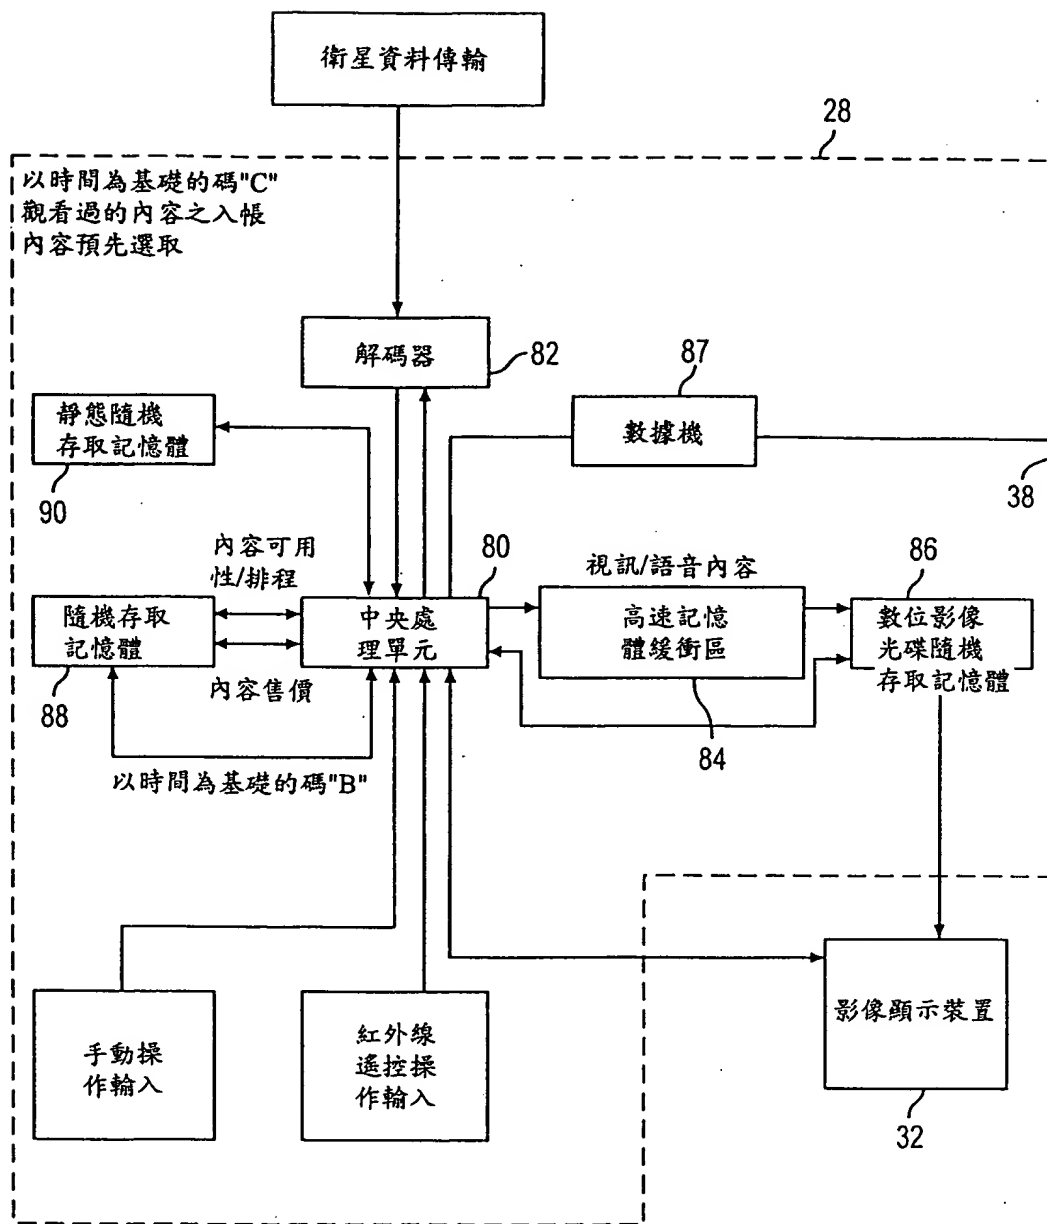 衛星資料傳輸
28
以時間為基礎的碼"C"
觀看過的內容之入帳
內容預先選取
解碼器
82
87
數據機
38
靜態隨機
存取記憶體
90
內容可用
性/排程
80
視訊/語音內容
86
隨機存取
記憶體
88
中央處
理單元
高速記憶
體緩衝區
84
數位影像
光碟隨機
存取記憶體
內容售價
以時間為基礎的碼"B"
手動操
作輸入
紅外線
遙控操
作輸入
影像顯示裝置
32